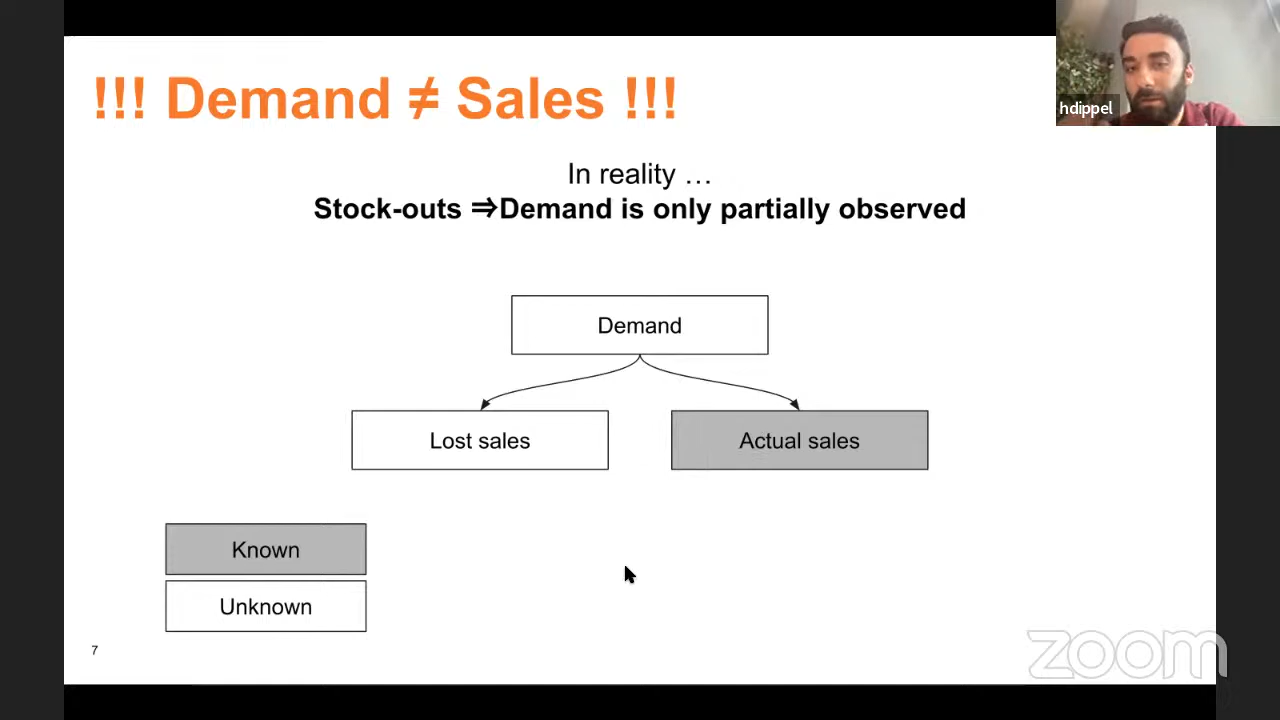 !!! Demand ≠ Sales !!!
hdippel
In reality …
Stock-outs ⇒Demand is only partially observed
Demand
Lost sales
Actual sales
Known
Unknown
7
zoom